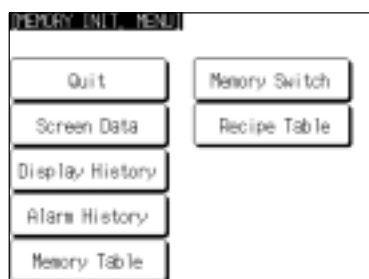 [MEMORY INIT. MENU]
Quit
Memory Switch
Screen Data
Recipe Table
Display History
Alarm History
Memory Table